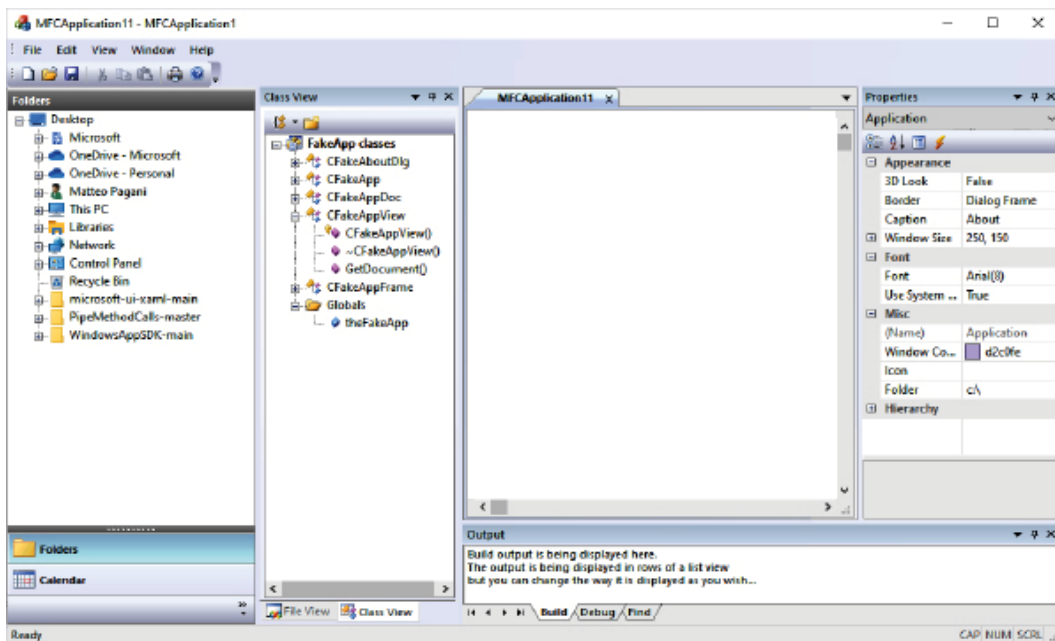 MFCApplication11 - MFCApplication1
File Edit View Window Help
Folders
Desktop
Microsoft
OneDrive - Microsoft
OneDrive - Personal
Matteo Pagani
This PC
Libraries
Network
Control Panel
Recycle Bin
microsoft-ui-xaml-main
PipeMethodCalls-master
WindowsAppSDK-main
Folders
Calendar
Class View
FakeApp classes
CFakeAboutDlg
CFakeApp
CFakeAppDoc
CFakeAppView
CFakeAppView()
~CFakeAppView()
GetDocument()
CFakeAppFrame
Globals
theFakeApp
File View Class View
MFCApplication11
Output
Build output is being displayed here.
The output is being displayed in rows of a list view
but you can change the way it is displayed as you wish...
Build Debug Find
Properties
Application
Appearance
3D Look False
Border Dialog Frame
Caption About
Window Size 250, 150
Font
Font Arial(8)
Use System ... True
Misc
(Name) Application
Window Co... d2c0fe
Icon
Folder c:\
Hierarchy
Ready CAP NUM SCRL